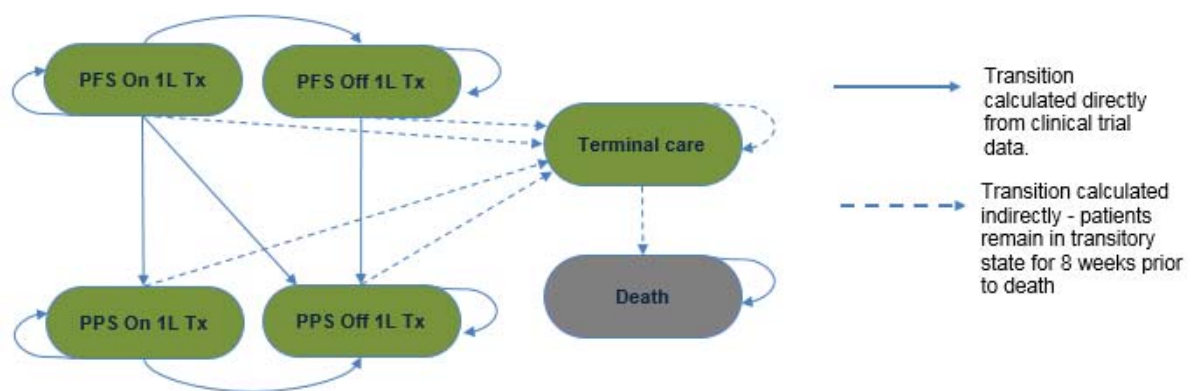 PFS On 1L Tx
PFS Off 1L Tx
Terminal care
PPS On 1L Tx
PPS Off 1L Tx
Death
Transition
calculated directly
from clinical trial
data.
Transition calculated
indirectly - patients
remain in transitory
state for 8 weeks prior
to death